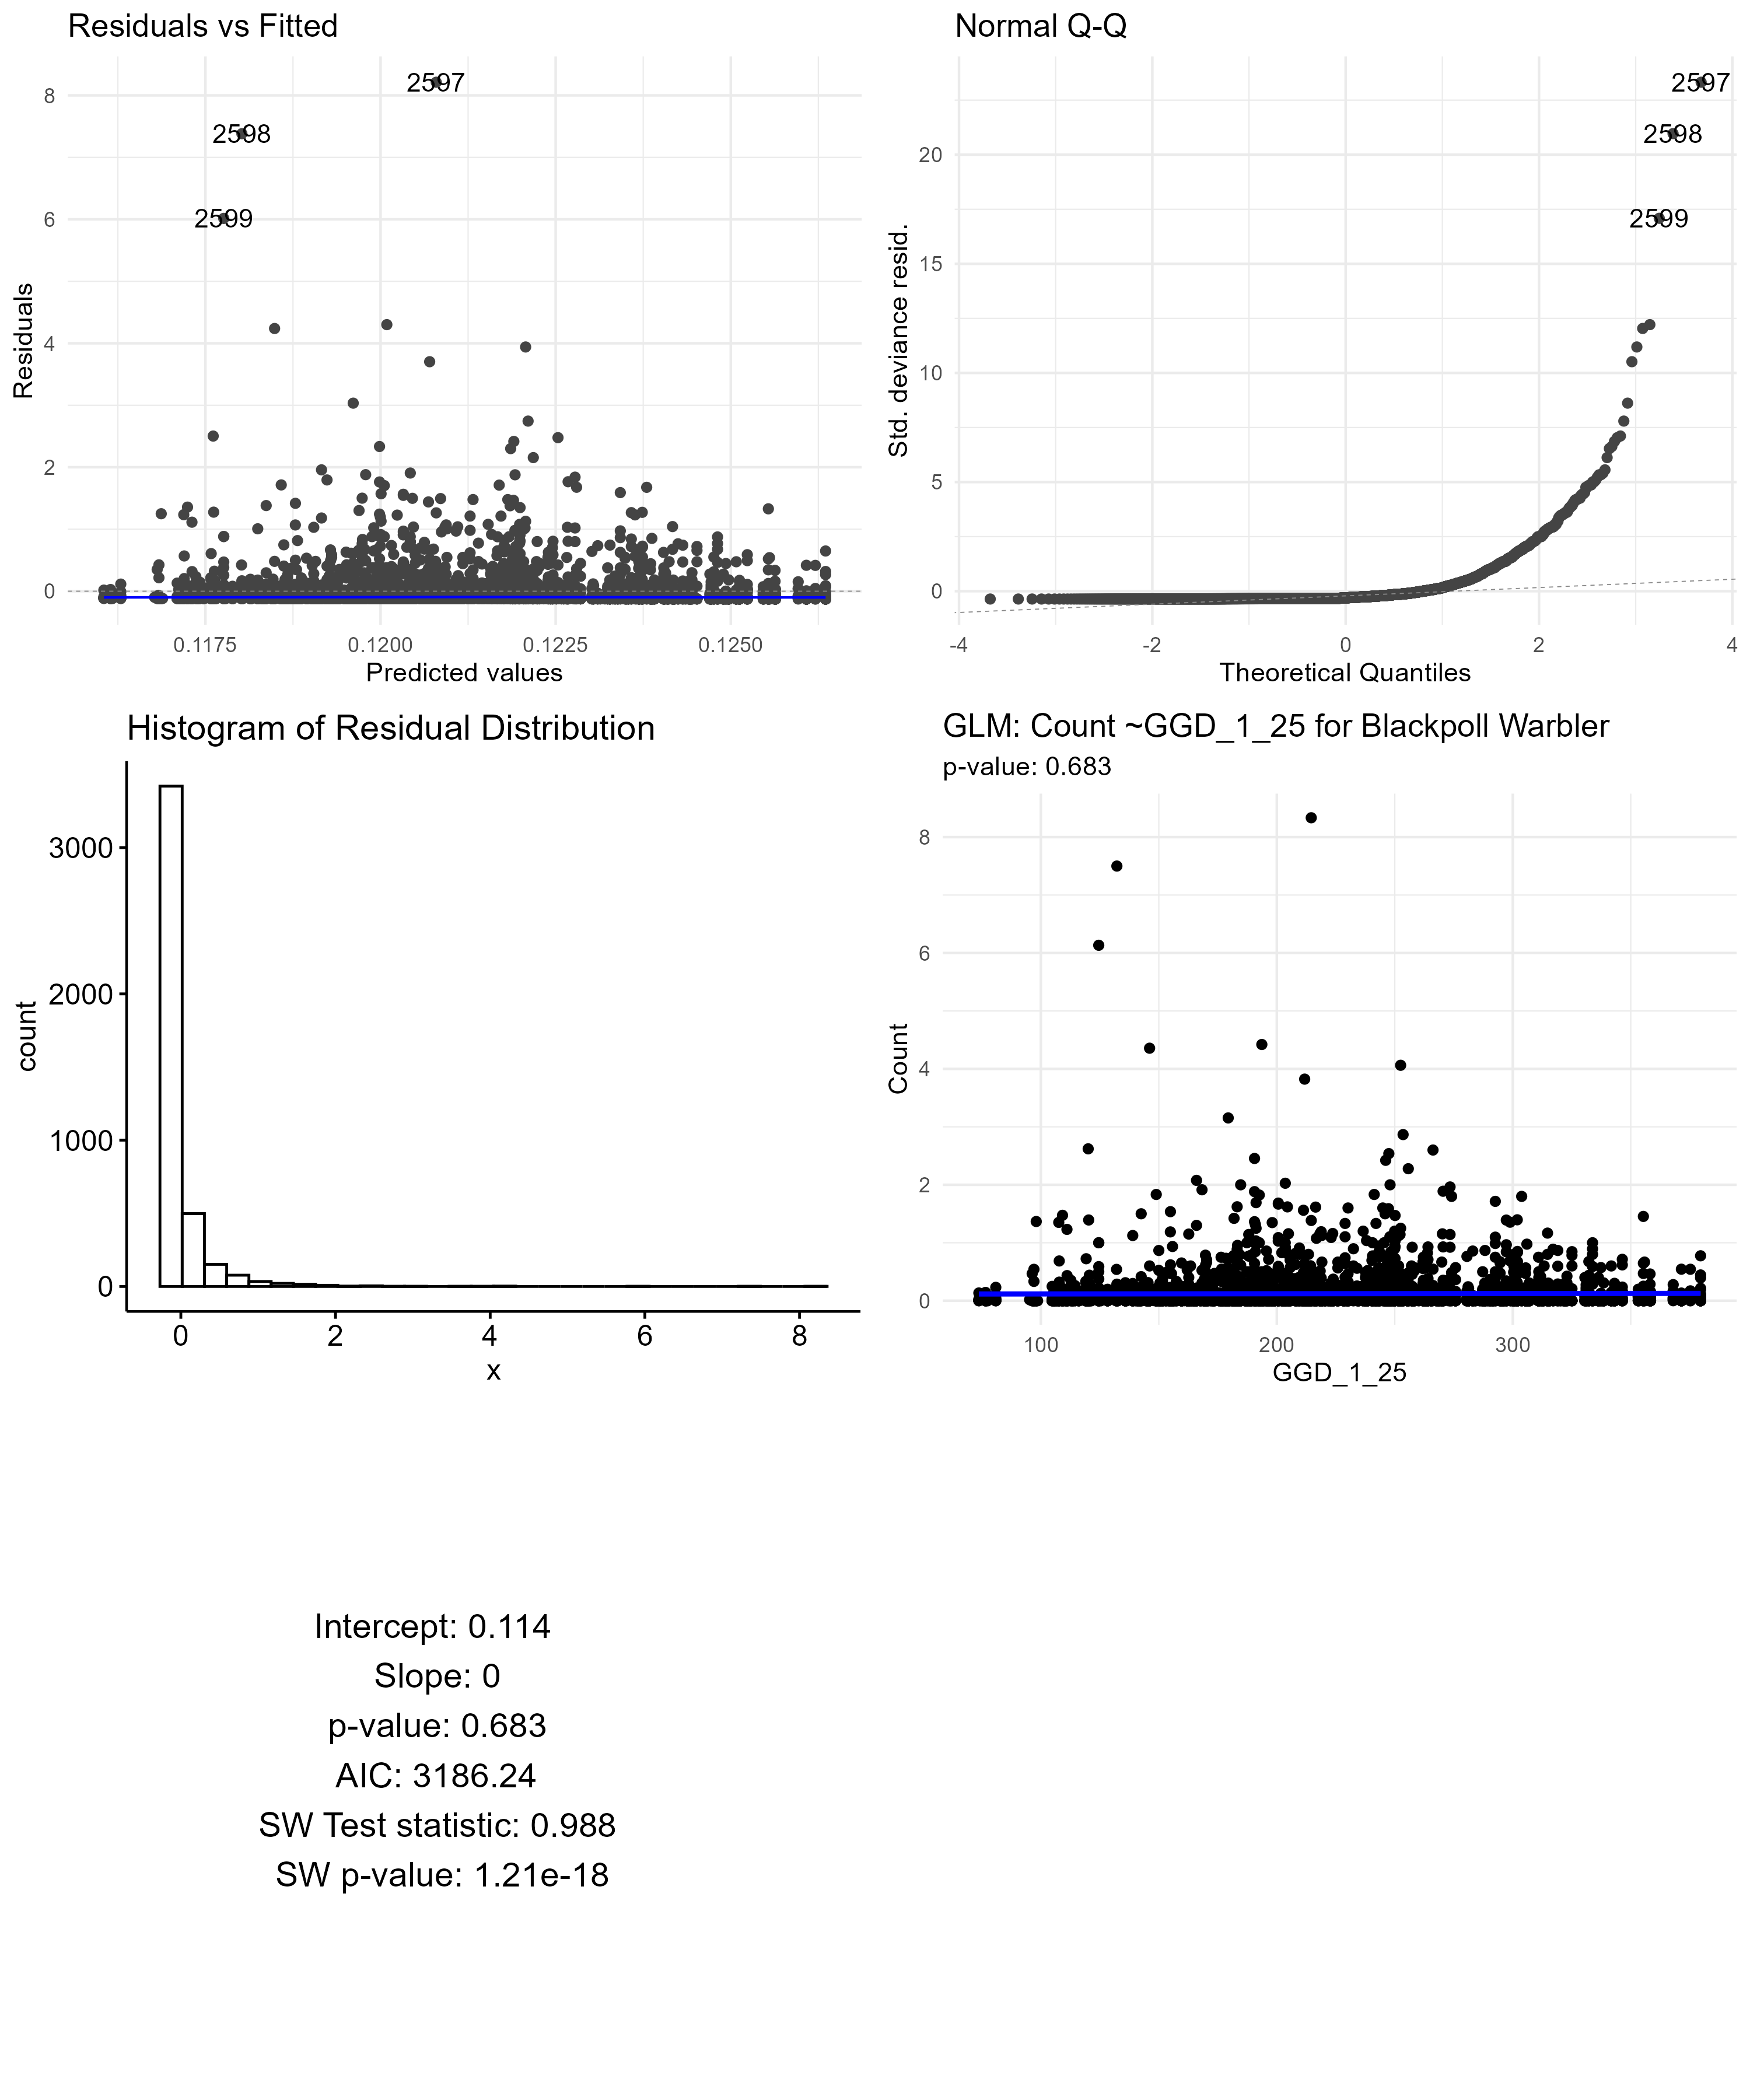 Residuals vs Fitted
8
6
4
2
0
Residuals
2597
2598
2599
0.1175
0.1200
0.1225
0.1250
Predicted values
Normal Q-Q
20
15
10
5
0
Std. deviance resid.
2597
2598
2599
-4
-2
0
2
4
Theoretical Quantiles
Histogram of Residual Distribution
3000
2000
1000
0
count
0
2
4
6
8
x
GLM: Count ~GGD_1_25 for Blackpoll Warbler
p-value: 0.683
8
6
4
2
0
Count
100
200
300
GGD_1_25
Intercept: 0.114
Slope: 0
p-value: 0.683
AIC: 3186.24
SW Test statistic: 0.988
SW p-value: 1.21e-18